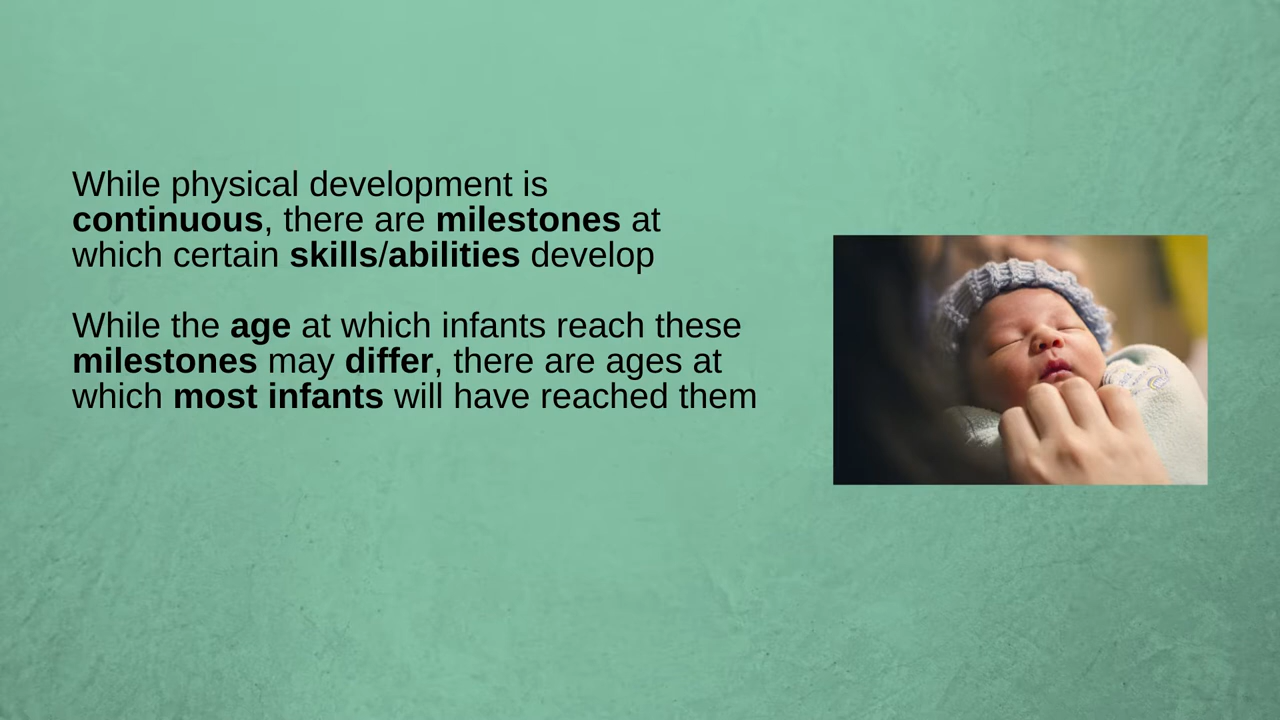 While physical development is
continuous, there are milestones at
which certain skills/abilities develop
While the age at which infants reach these
milestones may differ, there are ages at
which most infants will have reached them